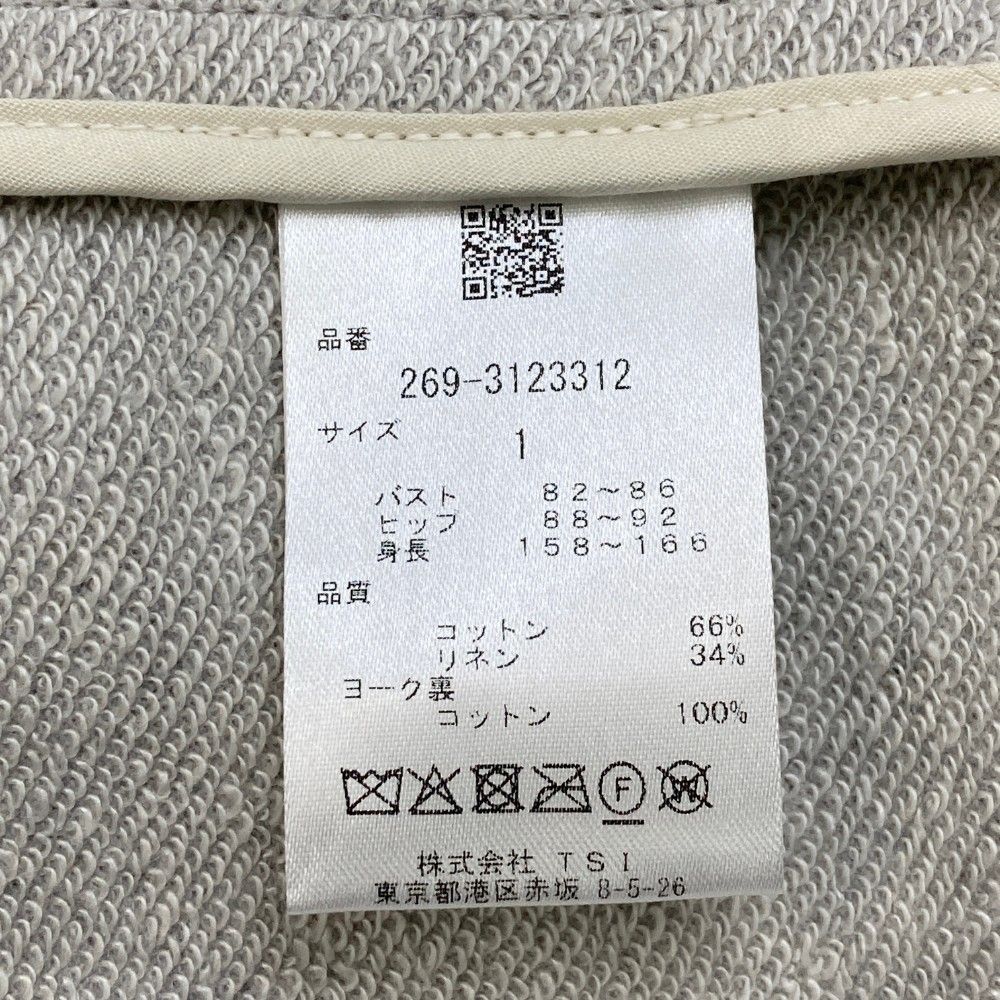 品番
269-3123312
サイズ
1
バスト 82～86
ヒップ 88～92
身長 158～166
品質
コットン 66%
リネン 34%
ヨーク裏
コットン 100%
F
W
株式会社 TSI
東京都港区赤坂 8-5-26